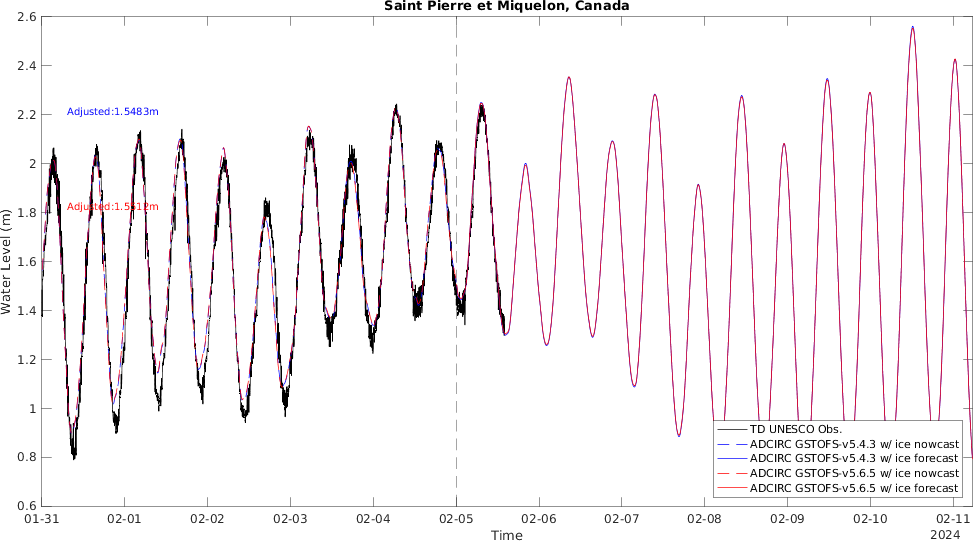 Saint Pierre et Miquelon, Canada
2.6
2.4
2.2
2
1.8
1.6
1.4
1.2
1
0.8
0.6
Water Level (m)
Adjusted:1.5483m
Adjusted:1.5512m
TD UNESCO Obs.
ADCIRC GSTOFS-v5.4.3 w/ ice nowcast
ADCIRC GSTOFS-v5.4.3 w/ ice forecast
ADCIRC GSTOFS-v5.6.5 w/ ice nowcast
ADCIRC GSTOFS-v5.6.5 w/ ice forecast
01-31 02-01 02-02 02-03 02-04 02-05 02-06 02-07 02-08 02-09 02-10 02-11
Time
2024